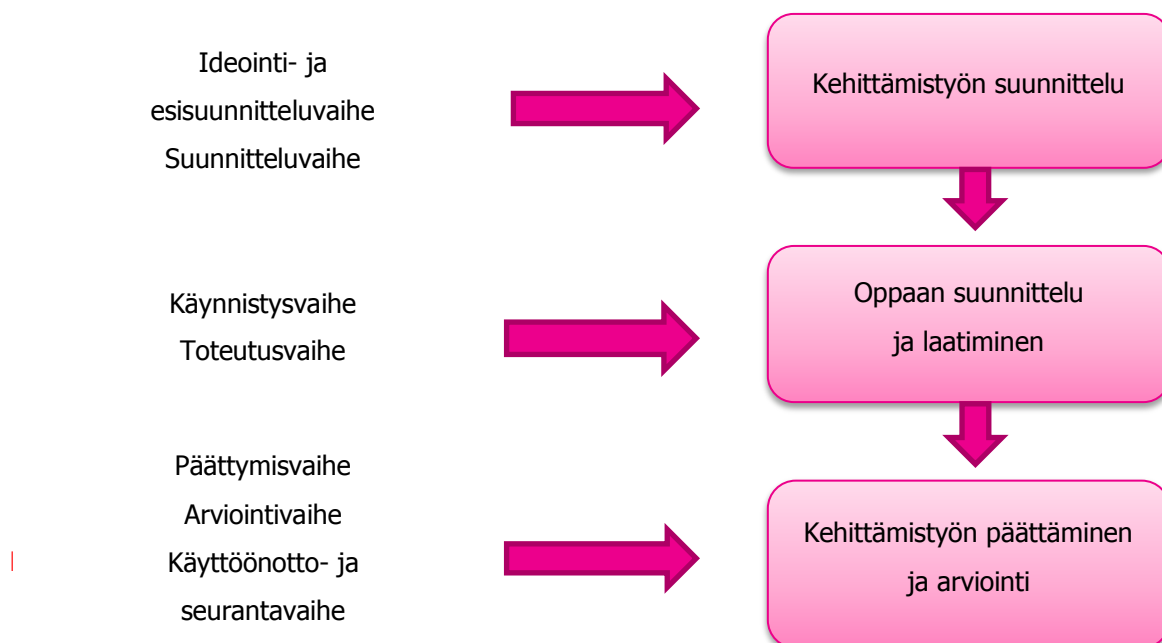 Ideointi- ja
esisuunnitteluvaihe
Suunnitteluvaihe
Kehittämistyön suunnittelu
Käynnistysvaihe
Toteutusvaihe
Oppaan suunnittelu
ja laatiminen
Päättymisvaihe
Arviointivaihe
Käyttöönotto- ja
seurantavaihe
Kehittämistyön päättäminen
ja arviointi